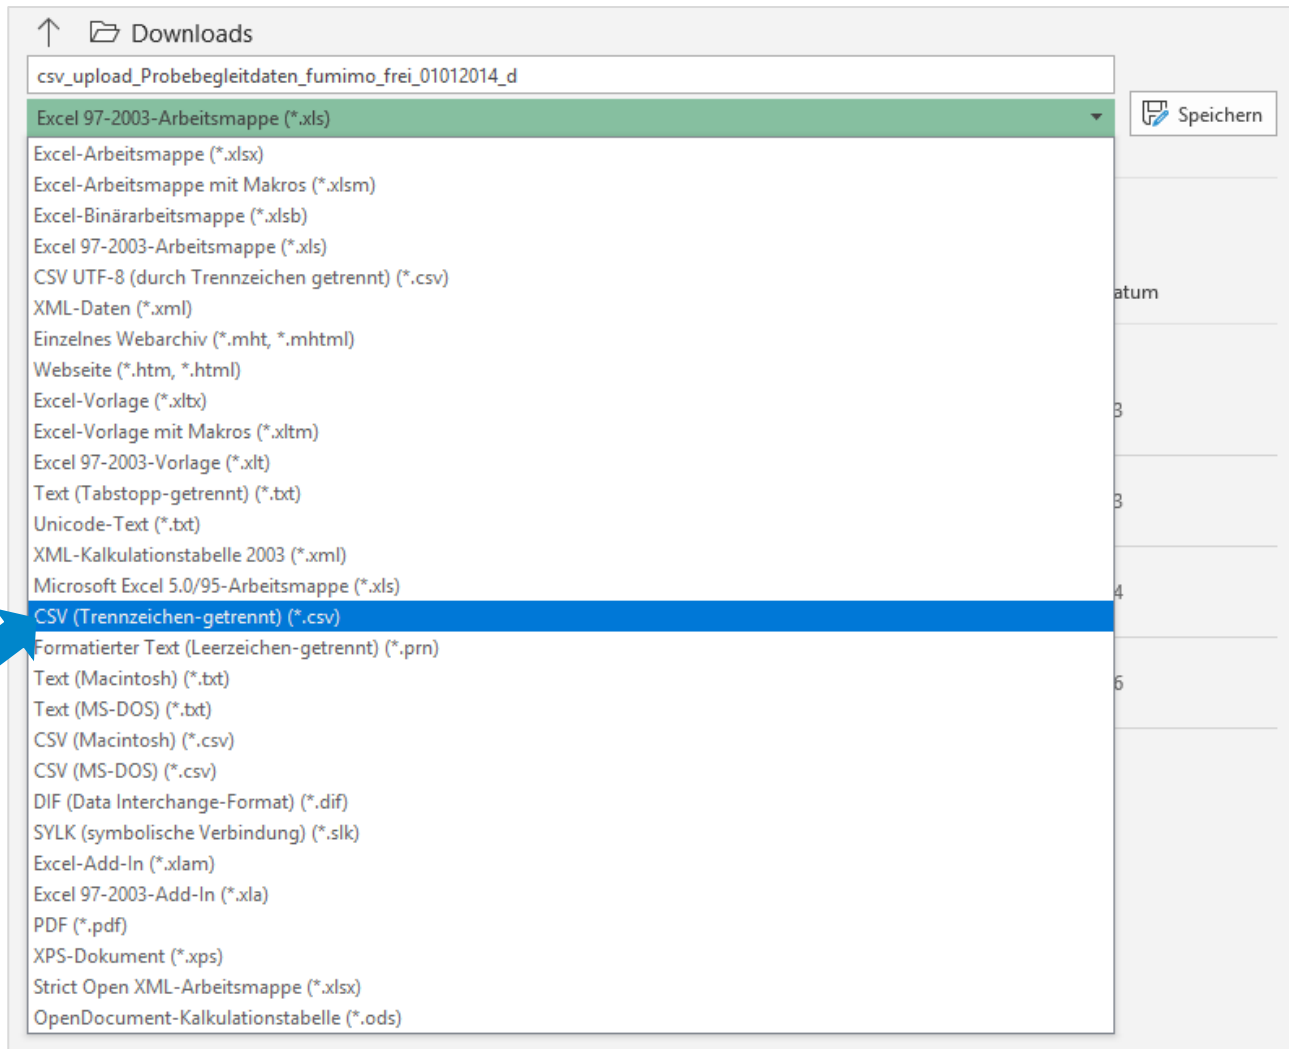 Downloads
csv_upload_Probebegleitdaten_fumimo_frei_01012014_d
Excel 97-2003-Arbeitsmappe (*.xls)
Speichern
Excel-Arbeitsmappe (*.xlsx)
Excel-Arbeitsmappe mit Makros (*.xlsm)
Excel-Binärarbeitsmappe (*.xlsb)
Excel 97-2003-Arbeitsmappe (*.xls)
CSV UTF-8 (durch Trennzeichen getrennt) (*.csv)
atum
XML-Daten (*.xml)
Einzelnes Webarchiv (*.mht, *.mhtml)
Webseite (*.htm, *.html)
Excel-Vorlage (*.xltx)
3
Excel-Vorlage mit Makros (*.xltm)
Excel 97-2003-Vorlage (*.xlt)
Text (Tabstopp-getrennt) (*.txt)
3
Unicode-Text (*.txt)
XML-Kalkulationstabelle 2003 (*.xml)
Microsoft Excel 5.0/95-Arbeitsmappe (*.xls)
4
CSV (Trennzeichen-getrennt) (*.csv)
Formatierter Text (Leerzeichen-getrennt) (*.prn)
Text (Macintosh) (*.txt)
6
Text (MS-DOS) (*.txt)
CSV (Macintosh) (*.csv)
CSV (MS-DOS) (*.csv)
DIF (Data Interchange-Format) (*.dif)
SYLK (symbolische Verbindung) (*.slk)
Excel-Add-In (*.xlam)
Excel 97-2003-Add-In (*.xla)
PDF (*.pdf)
XPS-Dokument (*.xps)
Strict Open XML-Arbeitsmappe (*.xlsx)
OpenDocument-Kalkulationstabelle (*.ods)